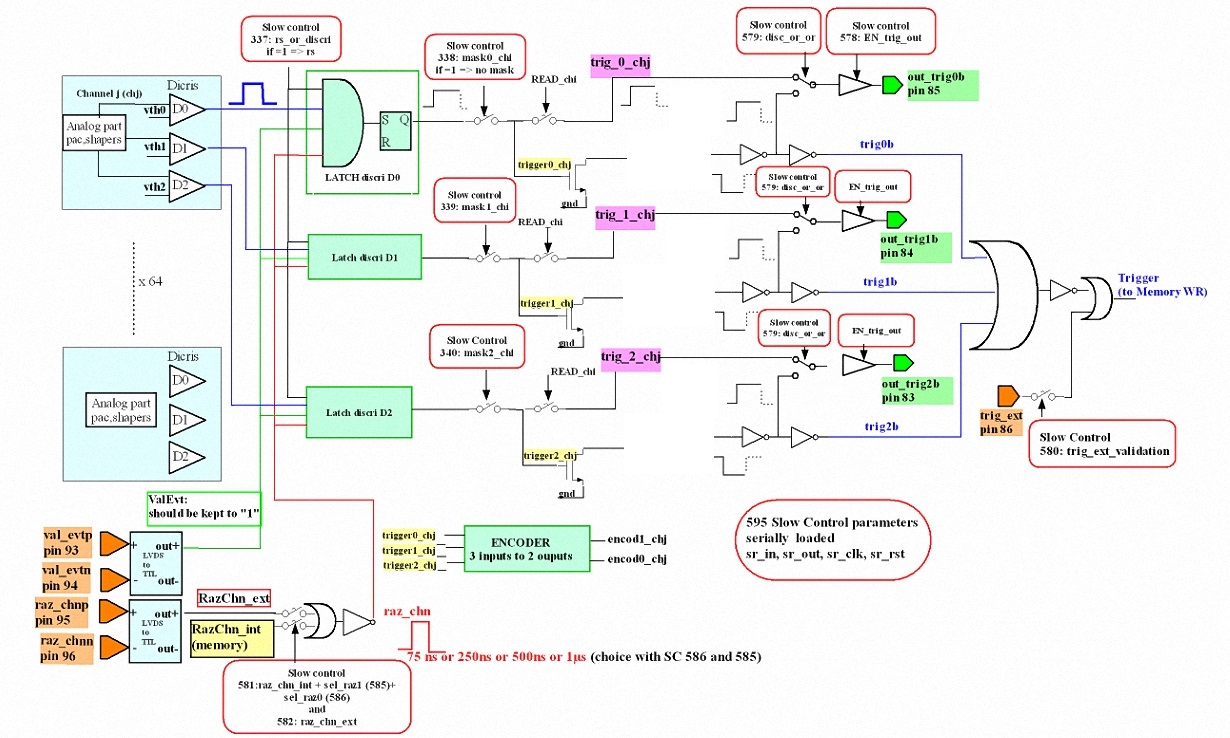 Slow control
337: rs_or_discri
if =1 => rs
Slow control
338: mask0_chi
if =1 => no mask
Slow control
579: disc_or_or
Slow control
578: EN_trig_out
trig_0_chj
READ_chi
out_trig0b
pin 85
Channel j (chj)
Dicris
vth0
D0
Analog part
pac,shapers
vth1
D1
vth2
D2
S Q
R
LATCH discri D0
trigger0_chj
gnd
trig0b
Slow control
579: disc_or_or
EN_trig_out
Slow control
339: mask1_chi
READ_chi
trig_1_chj
out_trig1b
pin 84
Latch discri D1
x 64
trigger1_chj
gnd
trig1b
Trigger
(to Memory WR)
Slow control
579: disc_or_or
EN_trig_out
Slow Control
340: mask2_chi
trig_2_chj
READ_chi
out_trig2b
pin 83
Dicris
D0
Analog part
pac,shapers
D1
D2
Latch discri D2
trigger2_chj
gnd
trig2b
trig_ext
pin 86
Slow Control
580: trig_ext_validation
ValEvt:
should be kept to "1"
val_evtp
pin 93
val_evtn
pin 94
+ out+
LVDS
to
TTL
- out-
raz_chnp
pin 95
raz_chnn
pin 96
+ out+
LVDS
to
TTL
- out-
RazChn_ext
RazChn_int
(memory)
trigger0_chj
trigger1_chj
trigger2_chj
ENCODER
3 inputs to 2 ouputs
encod1_chj
encod0_chj
595 Slow Control parameters
serially loaded
sr_in, sr_out, sr_clk, sr_rst
raz_chn
75 ns or 250ns or 500ns or 1µs (choice with SC 586 and 585)
Slow control
581:raz_chn_int + sel_raz1 (585)+
sel_raz0 (586)
and
582: raz_chn_ext